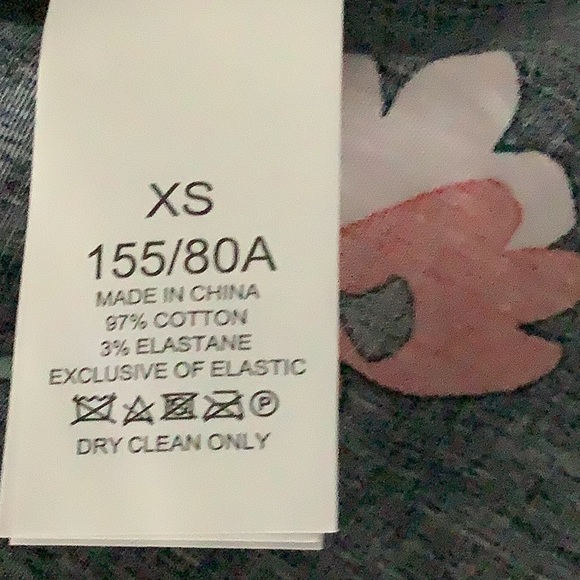 XS
155/80A
MADE IN CHINA
97% COTTON
3% ELASTANE
EXCLUSIVE OF ELASTIC
P
DRY CLEAN ONLY